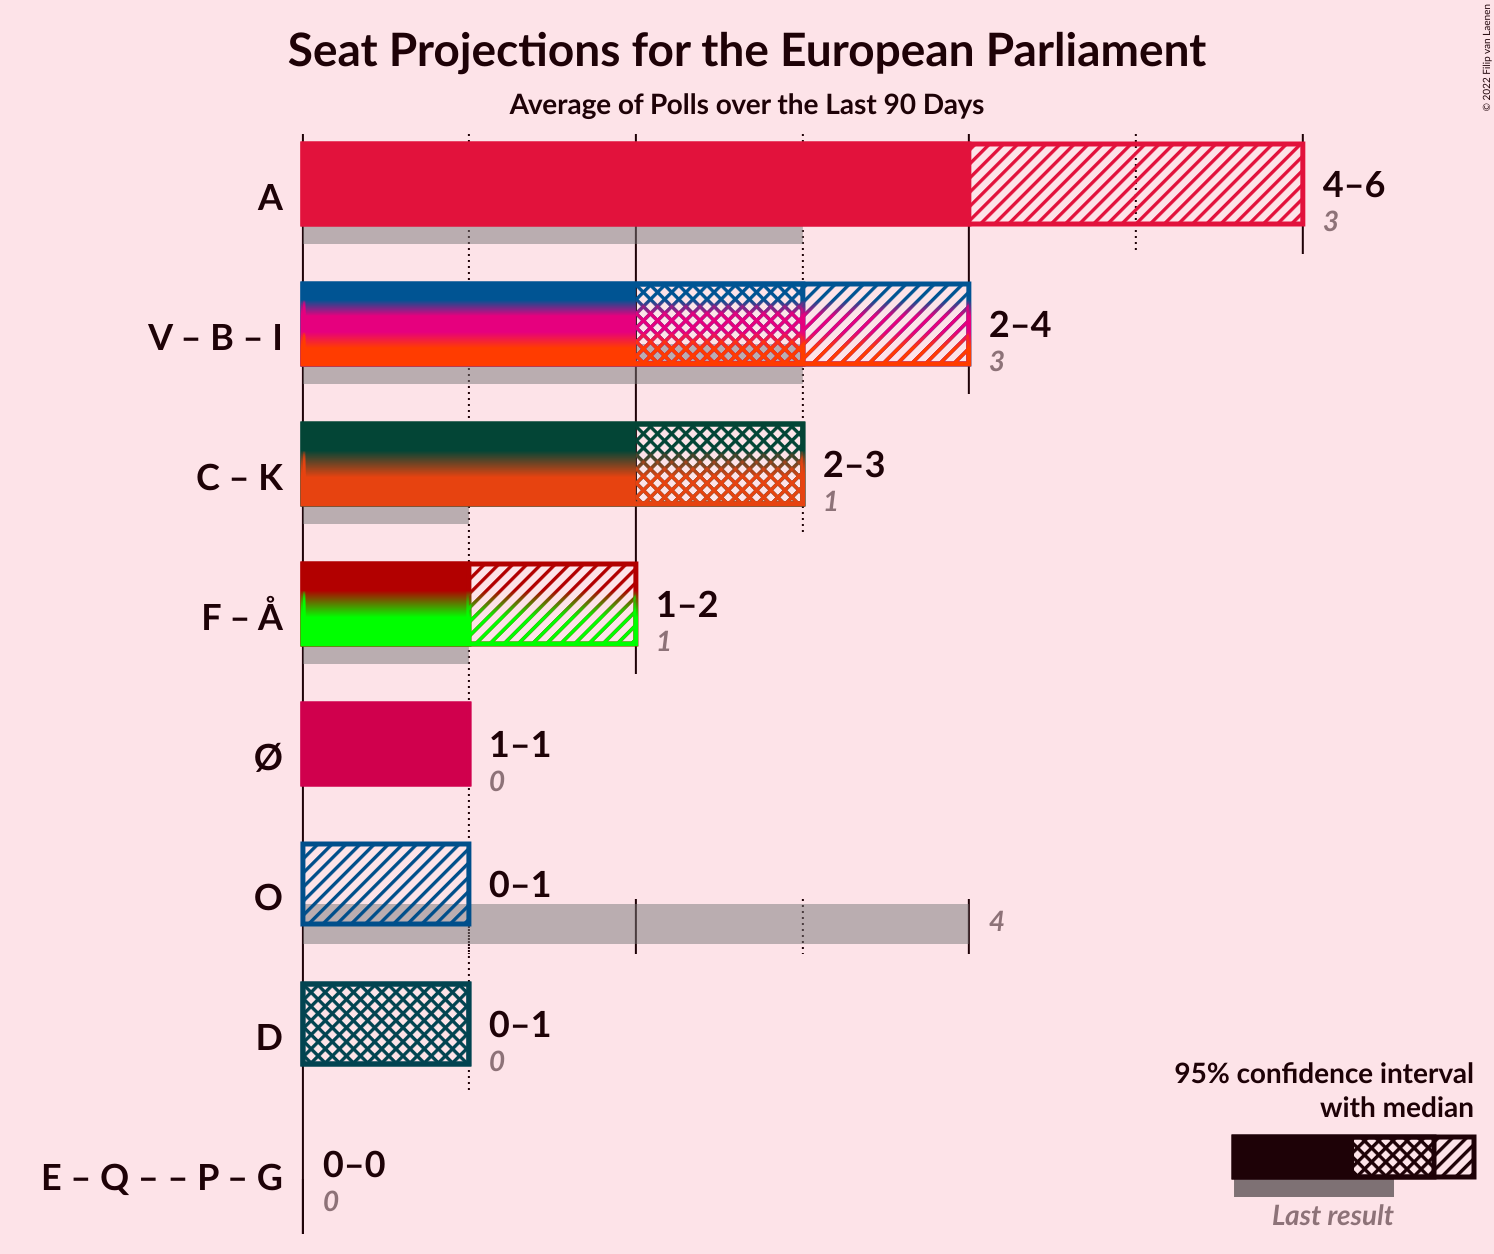 Seat Projections for the European Parliament
Average of Polls over the Last 90 Days
© 2022 Filip van Laenen
A
4–6
3
V – B – I
2–4
3
C – K
2–3
1
F – Å
1–2
1
Ø
1–1
0
O
0–1
4
D
0–1
0
E – Q – – P – G
0–0
0
95% confidence interval
with median
Last result